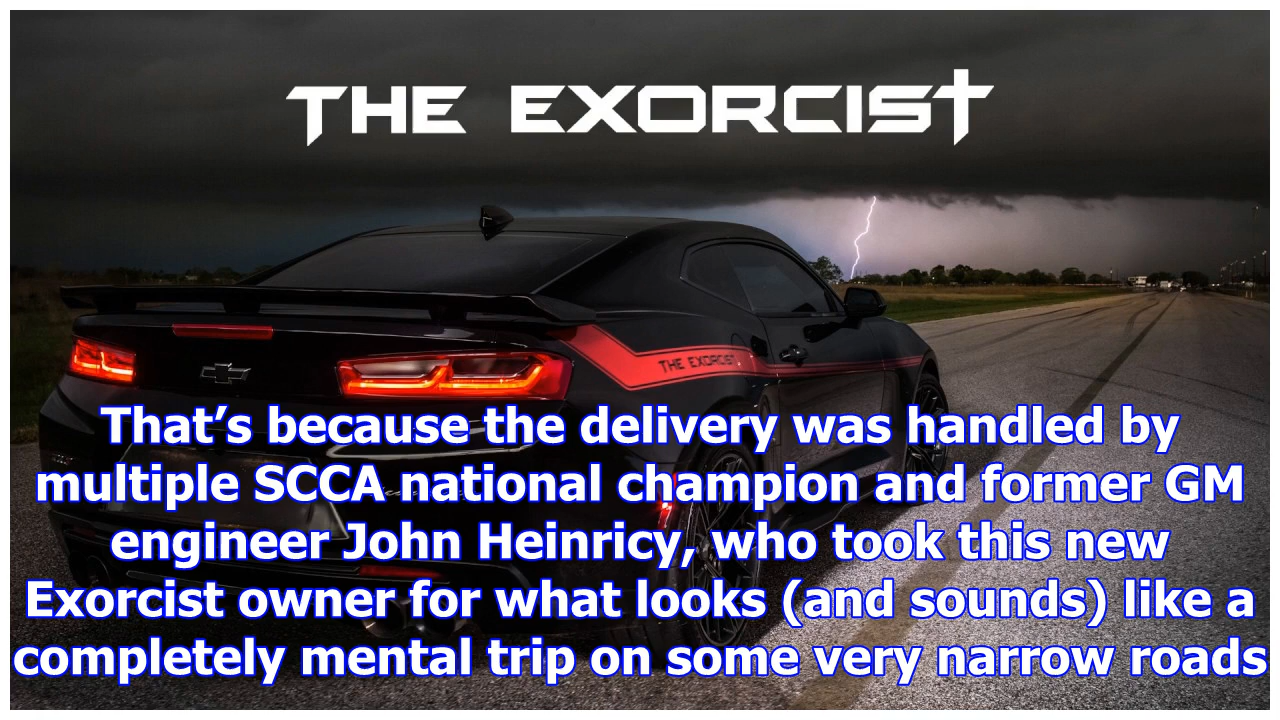 THE EXORCIST
THE EXORCIST
That’s because the delivery was handled by
multiple SCCA national champion and former GM
engineer John Heinricy, who took this new
Exorcist owner for what looks (and sounds) like a
completely mental trip on some very narrow roads